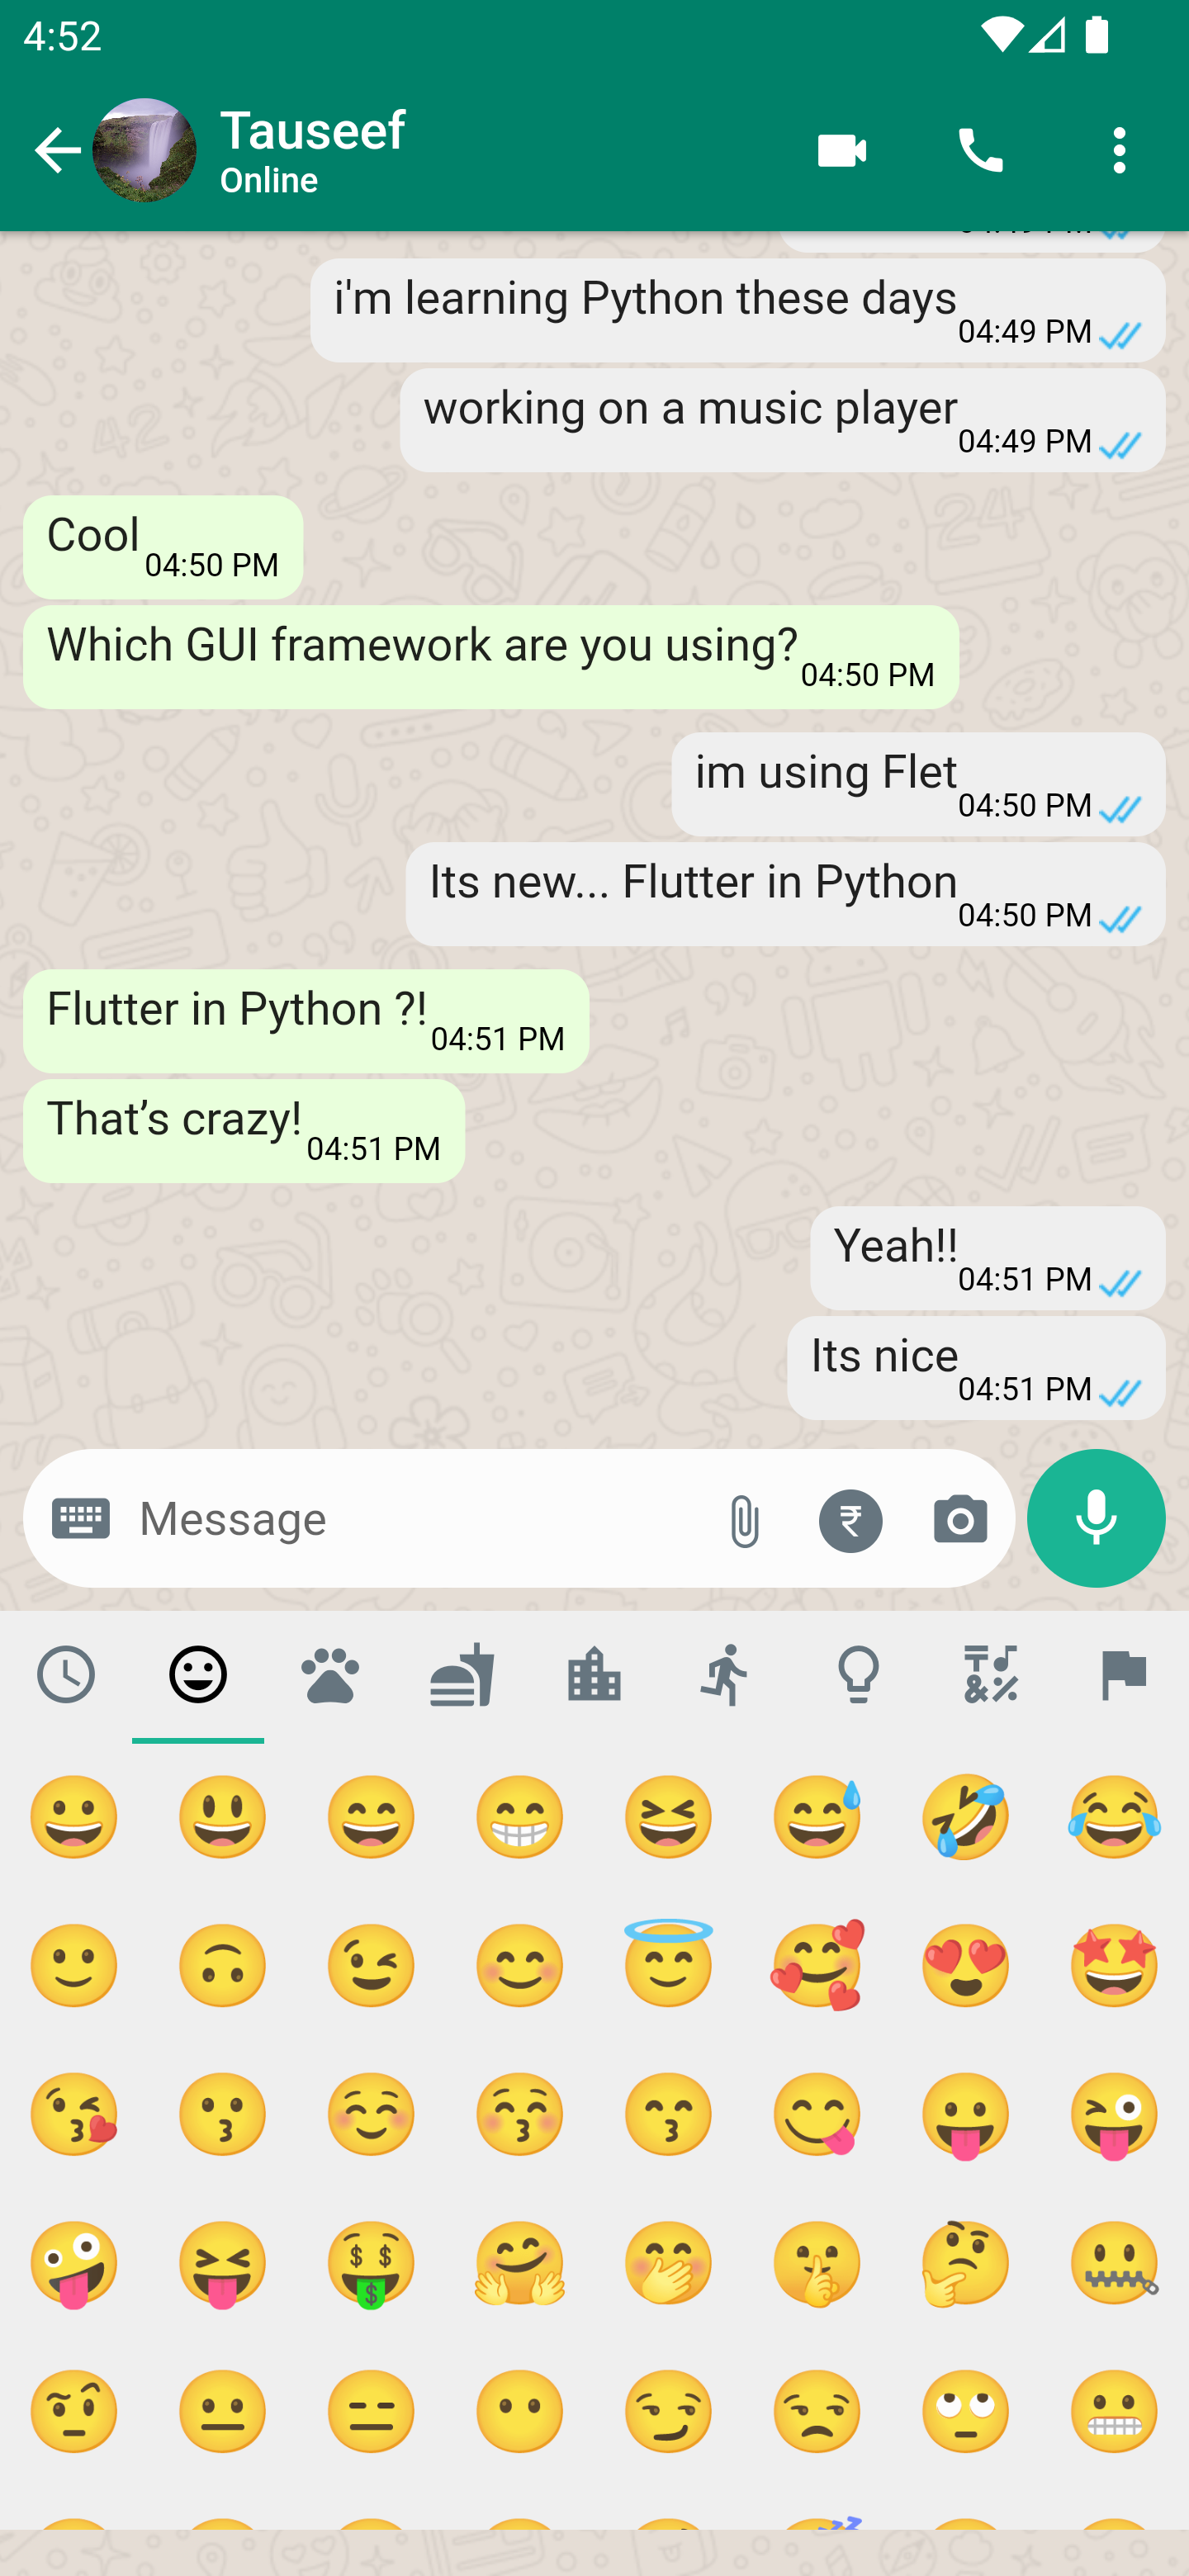 4:52
Tauseef
Online
i'm learning Python these days
04:49 PM
working on a music player
04:49 PM
Cool
04:50 PM
Which GUI framework are you using?
04:50 PM
im using Flet
04:50 PM
Its new... Flutter in Python
04:50 PM
Flutter in Python ?!
04:51 PM
That’s crazy!
04:51 PM
Yeah!!
04:51 PM
Its nice
04:51 PM
Message